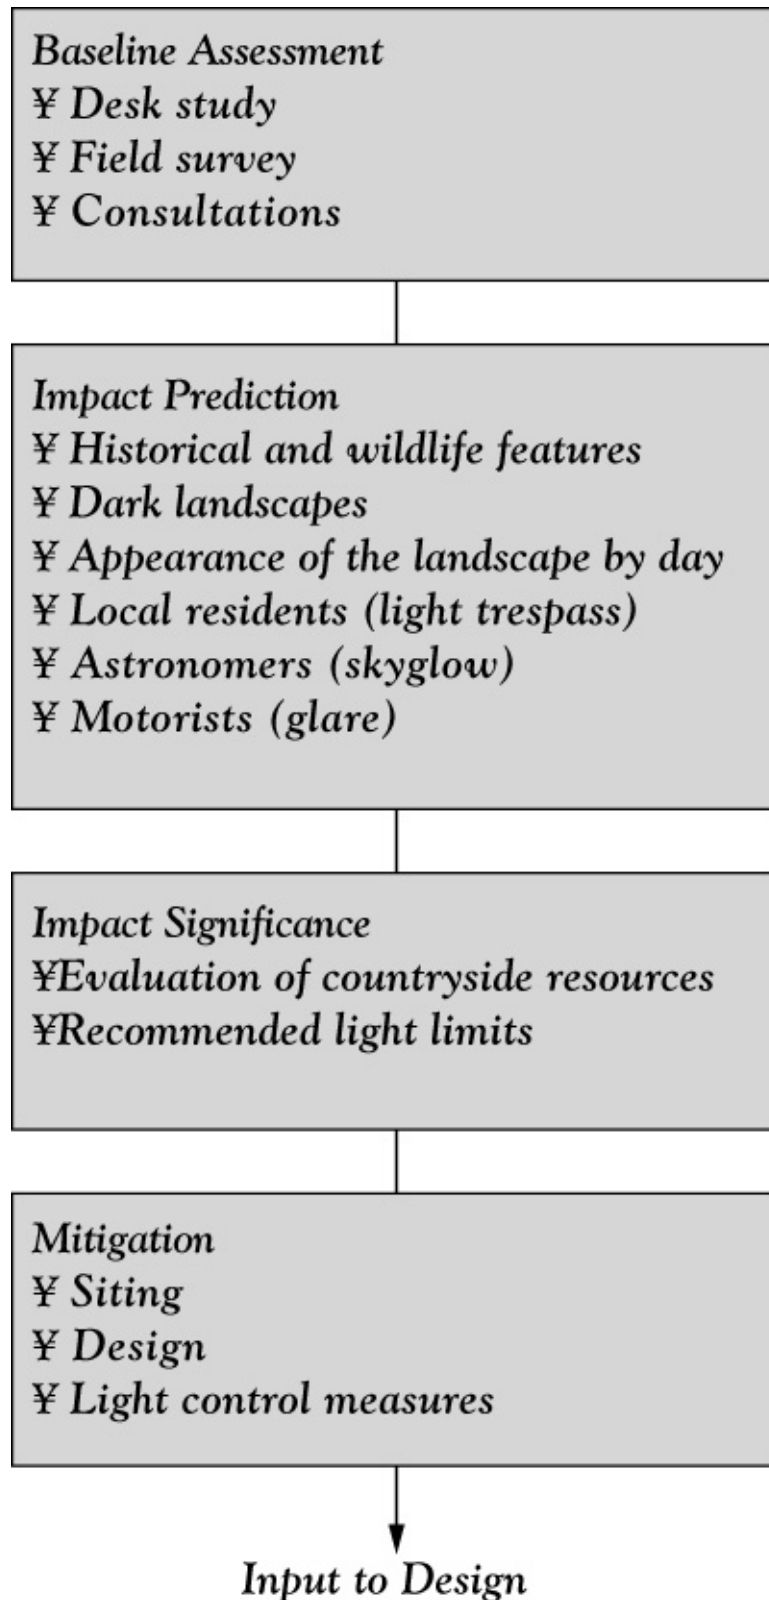 Baseline Assessment
¥ Desk study
¥ Field survey
¥ Consultations
Impact Prediction
¥ Historical and wildlife features
¥ Dark landscapes
¥ Appearance of the landscape by day
¥ Local residents (light trespass)
¥ Astronomers (skyglow)
¥ Motorists (glare)
Impact Significance
¥Evaluation of countryside resources
¥Recommended light limits
Mitigation
¥ Siting
¥ Design
¥ Light control measures
Input to Design